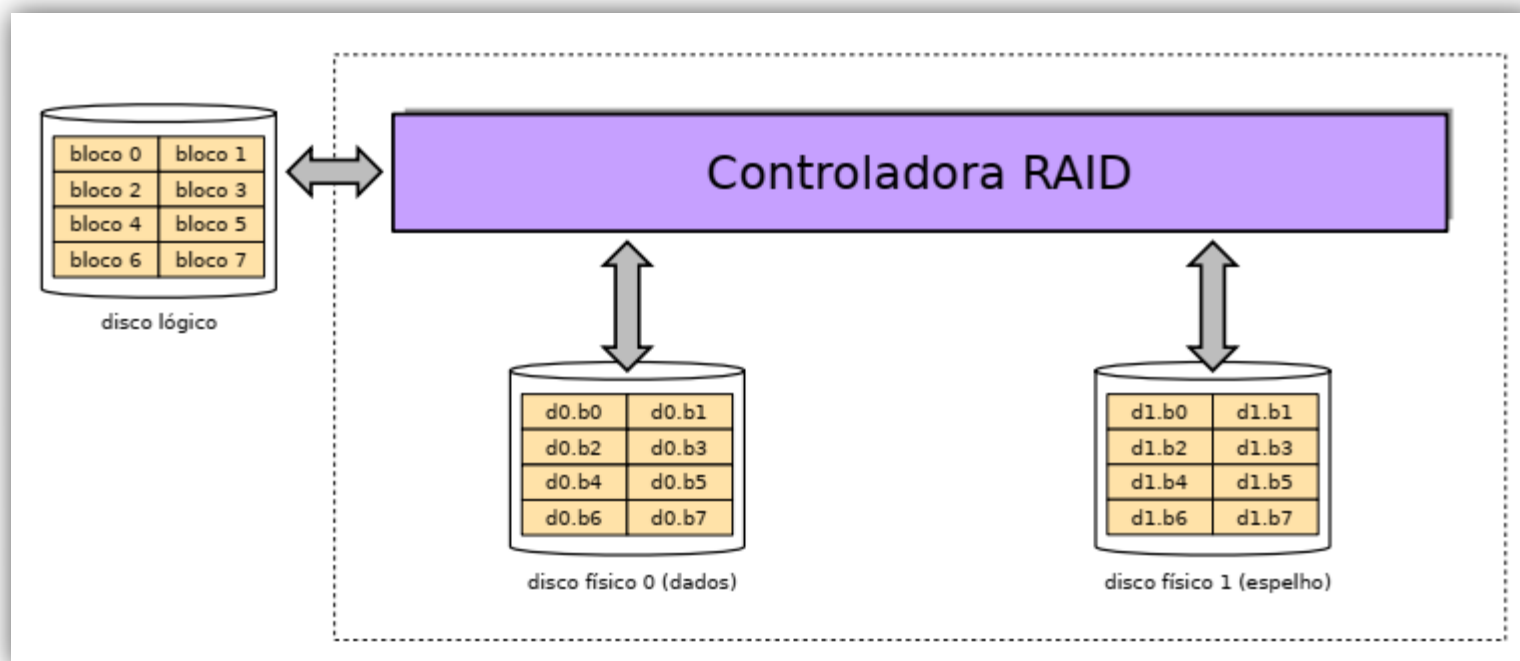 Controladora RAID
bloco 0 bloco 1
bloco 2 bloco 3
bloco 4 bloco 5
bloco 6 bloco 7
disco lógico
d0.b0 d0.b1
d0.b2 d0.b3
d0.b4 d0.b5
d0.b6 d0.b7
disco físico 0 (dados)
d1.b0 d1.b1
d1.b2 d1.b3
d1.b4 d1.b5
d1.b6 d1.b7
disco físico 1 (espelho)